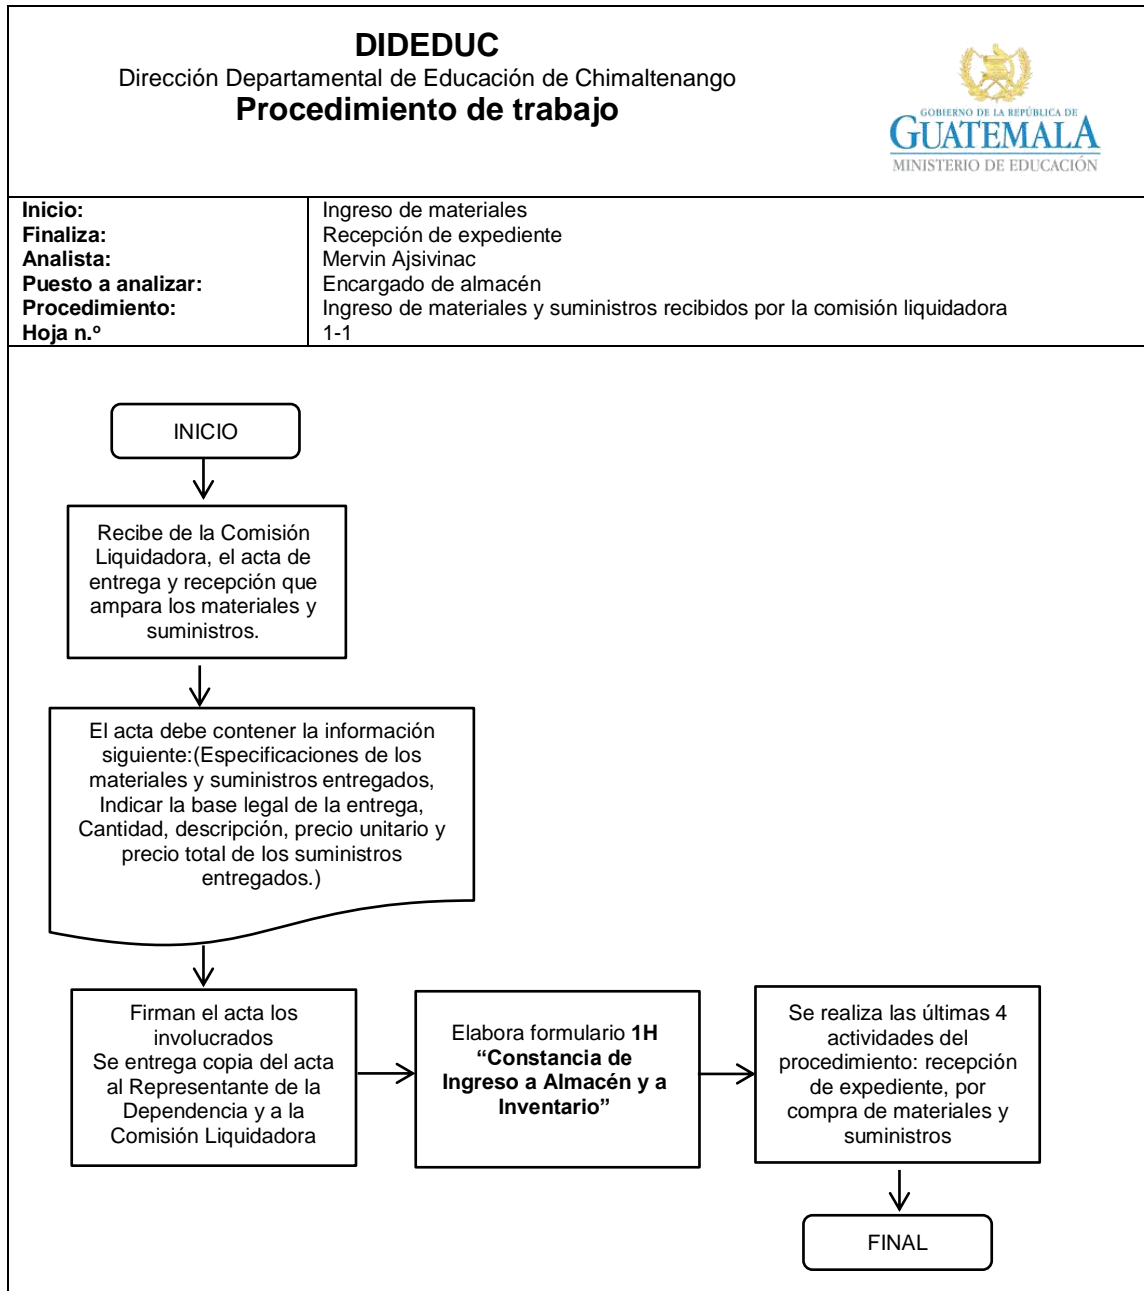 DIDEDUC
Dirección Departamental de Educación de Chimaltenango
Procedimiento de trabajo
GOBIERNO DE LA REPÚBLICA DE
GUATEMALA
MINISTERIO DE EDUCACIÓN
Inicio: Ingreso de materiales
Finaliza: Recepción de expediente
Analista: Mervin Ajsivinac
Puesto a analizar: Encargado de almacén
Procedimiento: Ingreso de materiales y suministros recibidos por la comisión liquidadora
Hoja n.º 1-1
INICIO
Recibe de la Comisión
Liquidadora, el acta de
entrega y recepción que
ampara los materiales y
suministros.
El acta debe contener la información
siguiente:(Especificaciones de los
materiales y suministros entregados,
Indicar la base legal de la entrega,
Cantidad, descripción, precio unitario y
precio total de los suministros
entregados.)
Firman el acta los
involucrados
Se entrega copia del acta
al Representante de la
Dependencia y a la
Comisión Liquidadora
Elabora formulario 1H
“Constancia de
Ingreso a Almacén y a
Inventario”
Se realiza las últimas 4
actividades del
procedimiento: recepción
de expediente, por
compra de materiales y
suministros
FINAL